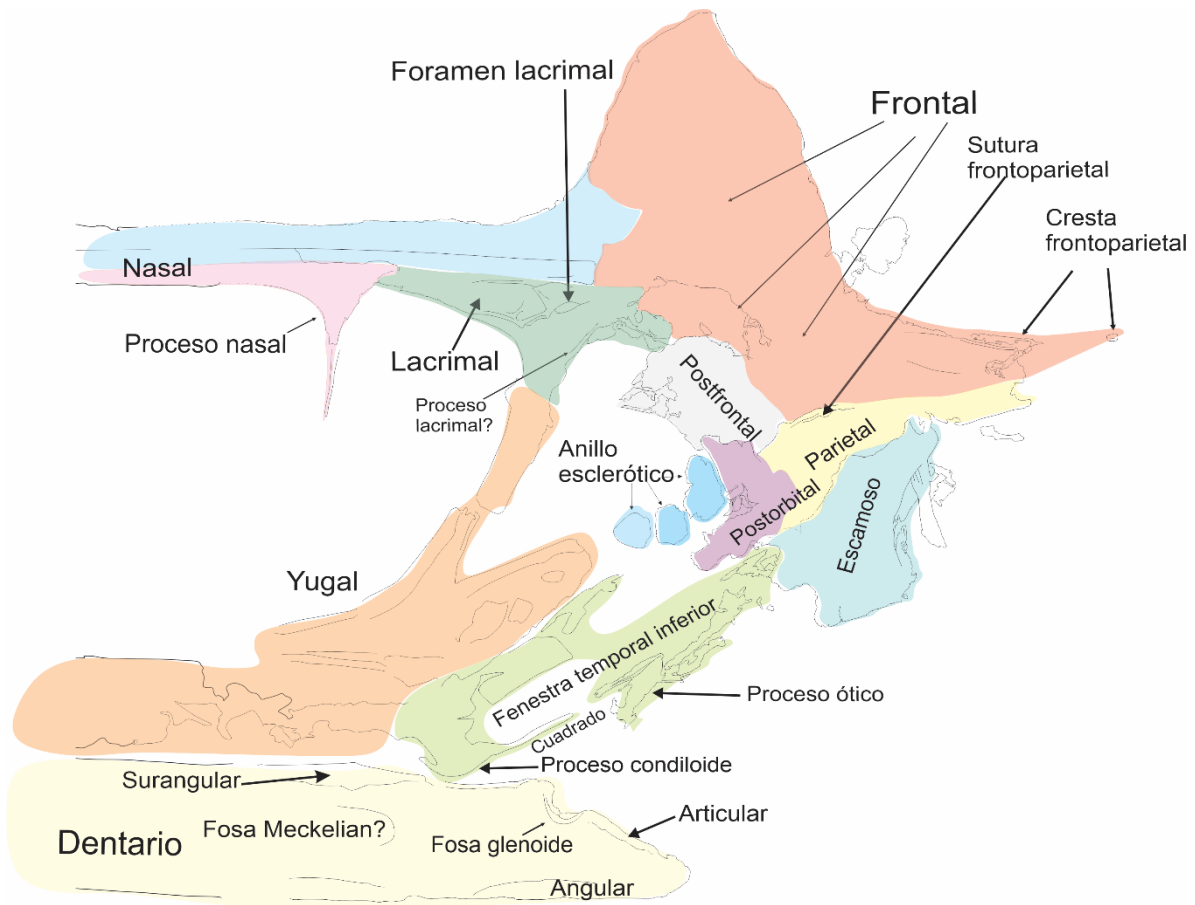 Foramen lacrimal
Frontal
Sutura
frontoparietal
Cresta
frontoparietal
Nasal
Proceso nasal
Lacrimal
Proceso
lacrimal?
Postfrontal
Parietal
Anillo
esclerótico
Postorbital
Escamoso
Yugal
Fenestra temporal inferior
Proceso ótico
Cuadrado
Proceso condiloide
Surangular
Articular
Fosa Meckelian?
Dentario
Fosa glenoide
Angular